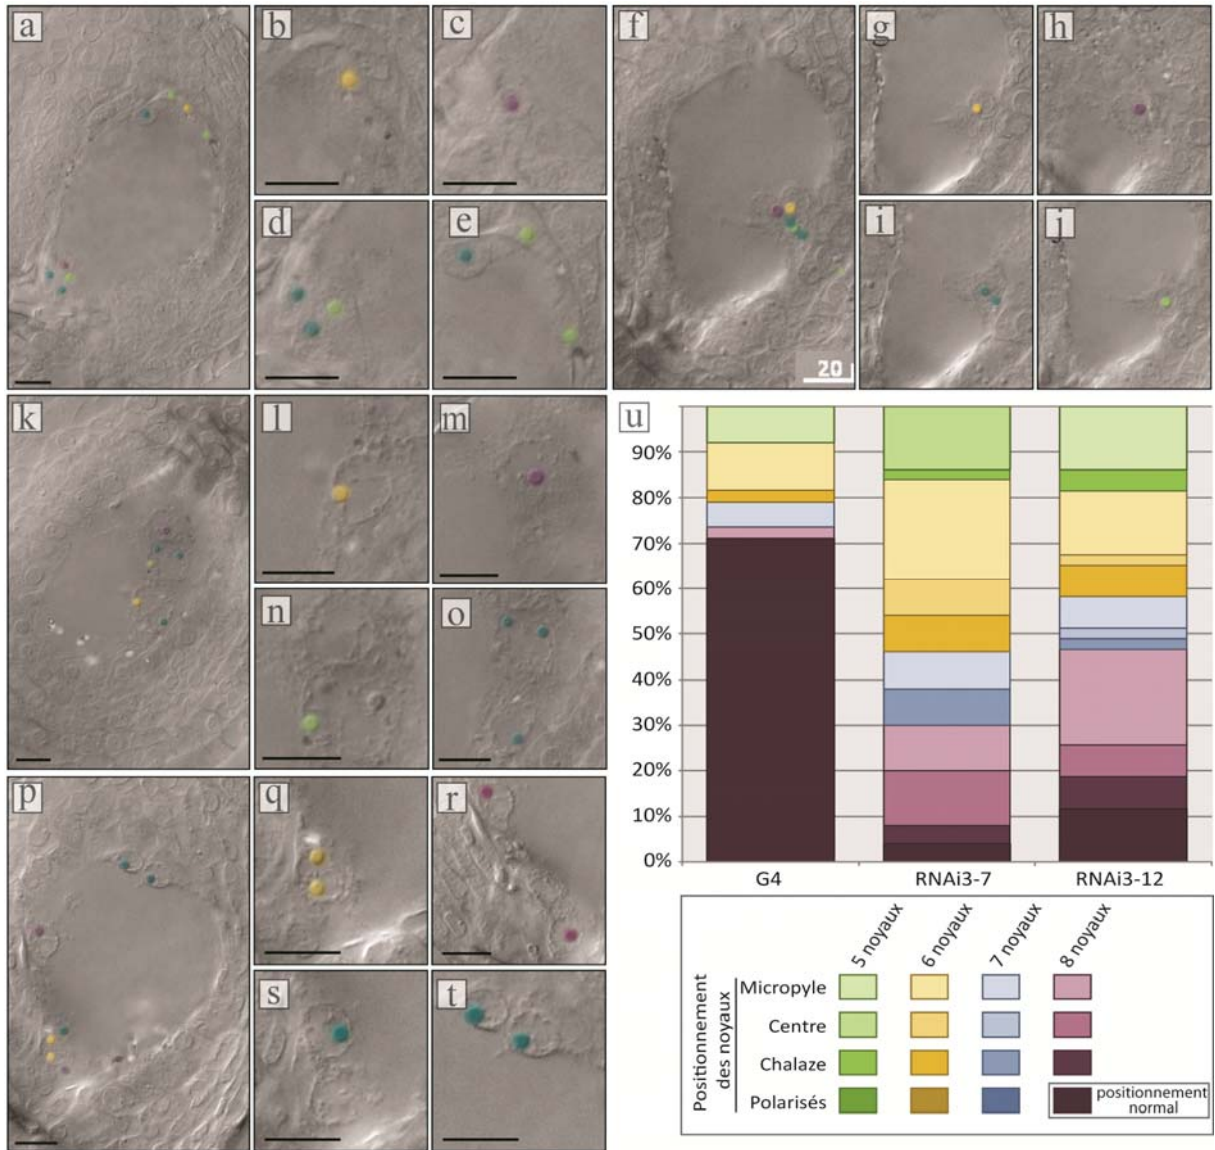 a
b
c
d
e
f
g
h
i
j
20
k
l
m
n
o
p
q
r
s
t
u
90%
80%
70%
60%
50%
40%
30%
20%
10%
0%
G4
RNAi3-7
RNAi3-12
5 noyaux
6 noyaux
7 noyaux
8 noyaux
Positionnement
des noyaux
Micropyle
Centre
Chalaze
Polarisés
positionnement
normal